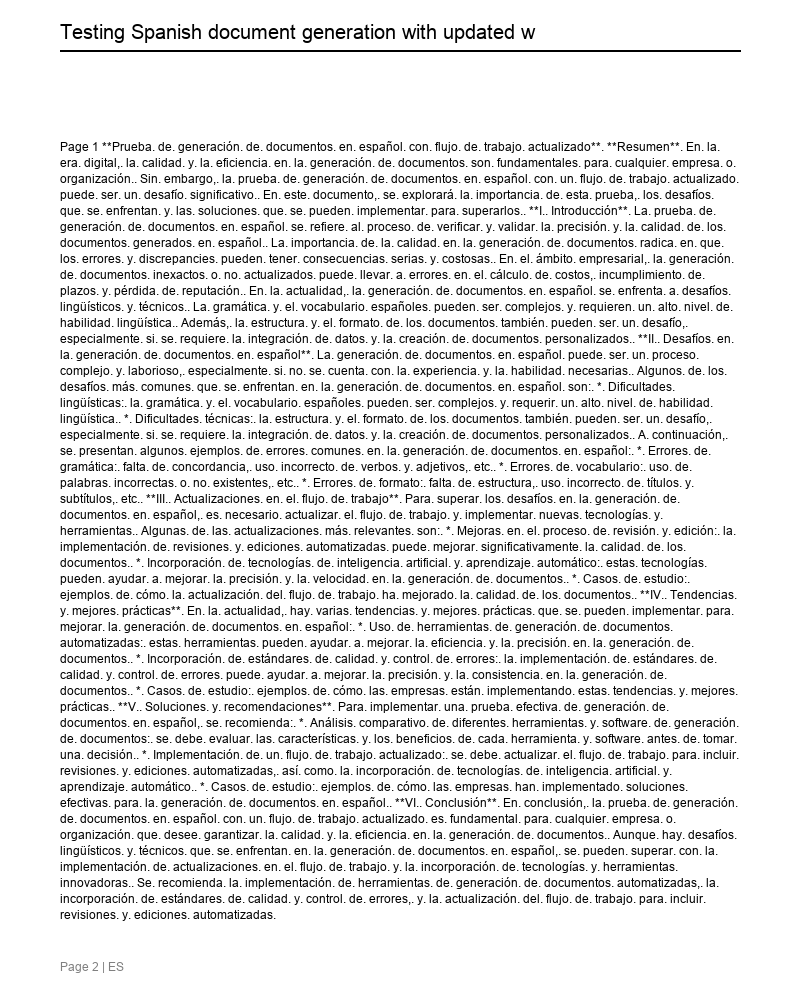 Testing Spanish document generation with updated w
Page 1 **Prueba. de. generación. de. documentos. en. español. con. flujo. de. trabajo. actualizado**. **Resumen**. En. la.
era. digital,. la. calidad. y. la. eficiencia. en. la. generación. de. documentos. son. fundamentales. para. cualquier. empresa. o.
organización.. Sin. embargo,. la. prueba. de. generación. de. documentos. en. español. con. un. flujo. de. trabajo. actualizado.
puede. ser. un. desafío. significativo.. En. este. documento,. se. explorará. la. importancia. de. esta. prueba,. los. desafíos.
que. se. enfrentan. y. las. soluciones. que. se. pueden. implementar. para. superarlos.. **I.. Introducción**. La. prueba. de.
generación. de. documentos. en. español. se. refiere. al. proceso. de. verificar. y. validar. la. precisión. y. la. calidad. de. los.
documentos. generados. en. español.. La. importancia. de. la. calidad. en. la. generación. de. documentos. radica. en. que.
los. errores. y. discrepancias. pueden. tener. consecuencias. serias. y. costosas.. En. el. ámbito. empresarial,. la. generación.
de. documentos. inexactos. o. no. actualizados. puede. llevar. a. errores. en. el. cálculo. de. costos,. incumplimiento. de.
plazos. y. pérdida. de. reputación.. En. la. actualidad,. la. generación. de. documentos. en. español. se. enfrenta. a. desafíos.
lingüísticos. y. técnicos.. La. gramática. y. el. vocabulario. españoles. pueden. ser. complejos. y. requieren. un. alto. nivel. de.
habilidad. lingüística.. Además,. la. estructura. y. el. formato. de. los. documentos. también. pueden. ser. un. desafío,.
especialmente. si. se. requiere. la. integración. de. datos. y. la. creación. de. documentos. personalizados.. **II.. Desafíos. en.
la. generación. de. documentos. en. español**. La. generación. de. documentos. en. español. puede. ser. un. proceso.
complejo. y. laborioso,. especialmente. si. no. se. cuenta. con. la. experiencia. y. la. habilidad. necesarias.. Algunos. de. los.
desafíos. más. comunes. que. se. enfrentan. en. la. generación. de. documentos. en. español. son:. *. Dificultades.
lingüísticas:. la. gramática. y. el. vocabulario. españoles. pueden. ser. complejos. y. requerir. un. alto. nivel. de. habilidad.
lingüística.. *. Dificultades. técnicas:. la. estructura. y. el. formato. de. los. documentos. también. pueden. ser. un. desafío,.
especialmente. si. se. requiere. la. integración. de. datos. y. la. creación. de. documentos. personalizados.. A. continuación,.
se. presentan. algunos. ejemplos. de. errores. comunes. en. la. generación. de. documentos. en. español:. *. Errores. de.
gramática:. falta. de. concordancia,. uso. incorrecto. de. verbos. y. adjetivos,. etc.. *. Errores. de. vocabulario:. uso. de.
palabras. incorrectas. o. no. existentes,. etc.. *. Errores. de. formato:. falta. de. estructura,. uso. incorrecto. de. títulos. y.
subtítulos,. etc.. **III.. Actualizaciones. en. el. flujo. de. trabajo**. Para. superar. los. desafíos. en. la. generación. de.
documentos. en. español,. es. necesario. actualizar. el. flujo. de. trabajo. y. implementar. nuevas. tecnologías. y.
herramientas.. Algunas. de. las. actualizaciones. más. relevantes. son:. *. Mejoras. en. el. proceso. de. revisión. y. edición:. la.
implementación. de. revisiones. y. ediciones. automatizadas. puede. mejorar. significativamente. la. calidad. de. los.
documentos.. *. Incorporación. de. tecnologías. de. inteligencia. artificial. y. aprendizaje. automático:. estas. tecnologías.
pueden. ayudar. a. mejorar. la. precisión. y. la. velocidad. en. la. generación. de. documentos.. *. Casos. de. estudio:.
ejemplos. de. cómo. la. actualización. del. flujo. de. trabajo. ha. mejorado. la. calidad. de. los. documentos.. **IV.. Tendencias.
y. mejores. prácticas**. En. la. actualidad,. hay. varias. tendencias. y. mejores. prácticas. que. se. pueden. implementar. para.
mejorar. la. generación. de. documentos. en. español:. *. Uso. de. herramientas. de. generación. de. documentos.
automatizadas:. estas. herramientas. pueden. ayudar. a. mejorar. la. eficiencia. y. la. precisión. en. la. generación. de.
documentos.. *. Incorporación. de. estándares. de. calidad. y. control. de. errores:. la. implementación. de. estándares. de.
calidad. y. control. de. errores. puede. ayudar. a. mejorar. la. precisión. y. la. consistencia. en. la. generación. de.
documentos.. *. Casos. de. estudio:. ejemplos. de. cómo. las. empresas. están. implementando. estas. tendencias. y. mejores.
prácticas.. **V.. Soluciones. y. recomendaciones**. Para. implementar. una. prueba. efectiva. de. generación. de.
documentos. en. español,. se. recomienda:. *. Análisis. comparativo. de. diferentes. herramientas. y. software. de. generación.
de. documentos:. se. debe. evaluar. las. características. y. los. beneficios. de. cada. herramienta. y. software. antes. de. tomar.
una. decisión.. *. Implementación. de. un. flujo. de. trabajo. actualizado:. se. debe. actualizar. el. flujo. de. trabajo. para. incluir.
revisiones. y. ediciones. automatizadas,. así. como. la. incorporación. de. tecnologías. de. inteligencia. artificial. y.
aprendizaje. automático.. *. Casos. de. estudio:. ejemplos. de. cómo. las. empresas. han. implementado. soluciones.
efectivas. para. la. generación. de. documentos. en. español.. **VI.. Conclusión**. En. conclusión,. la. prueba. de. generación.
de. documentos. en. español. con. un. flujo. de. trabajo. actualizado. es. fundamental. para. cualquier. empresa. o.
organización. que. desee. garantizar. la. calidad. y. la. eficiencia. en. la. generación. de. documentos.. Aunque. hay. desafíos.
lingüísticos. y. técnicos. que. se. enfrentan. en. la. generación. de. documentos. en. español,. se. pueden. superar. con. la.
implementación. de. actualizaciones. en. el. flujo. de. trabajo. y. la. incorporación. de. tecnologías. y. herramientas.
innovadoras.. Se. recomienda. la. implementación. de. herramientas. de. generación. de. documentos. automatizadas,. la.
incorporación. de. estándares. de. calidad. y. control. de. errores,. y. la. actualización. del. flujo. de. trabajo. para. incluir.
revisiones. y. ediciones. automatizadas.
Page 2 | ES